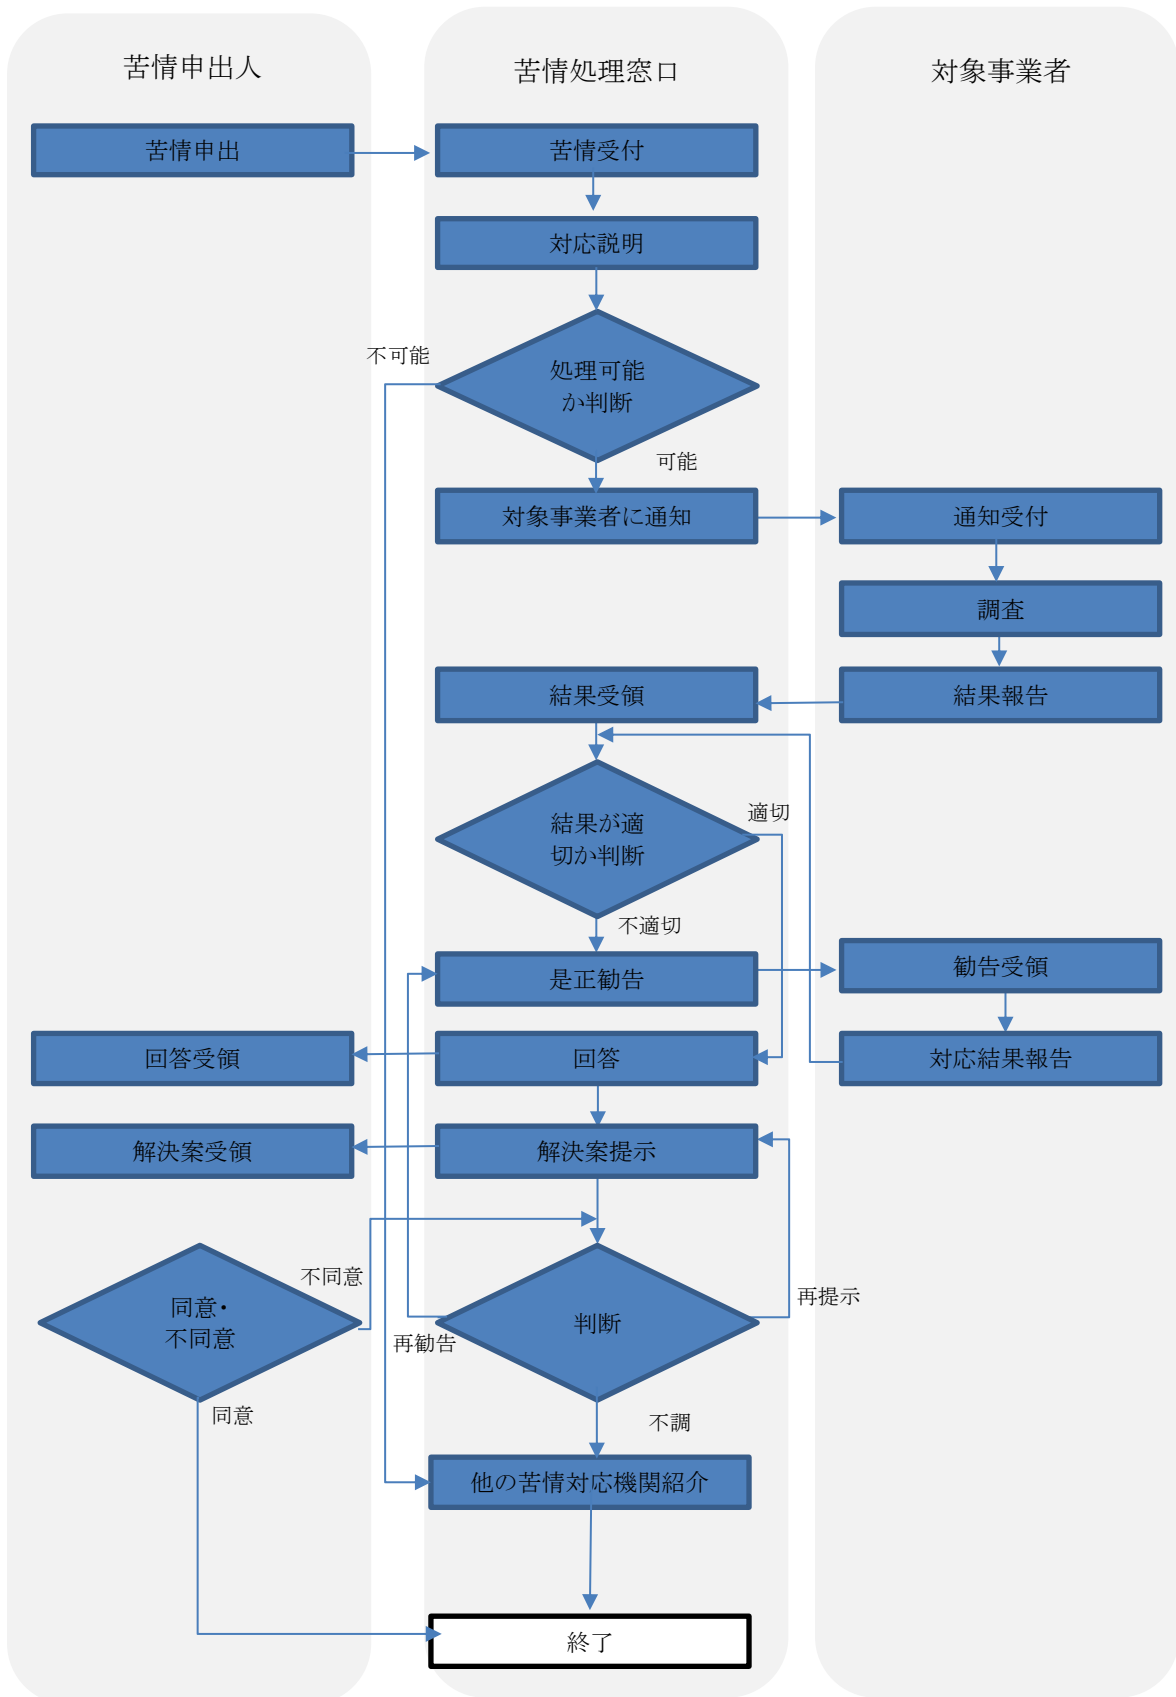 苦情申出人
苦情処理窓口
対象事業者
苦情申出
苦情受付
対応説明
不可能
処理可能
か判断
可能
対象事業者に通知
通知受付
調査
結果受領
結果報告
適切
結果が適
切か判断
不適切
是正勧告
勧告受領
回答受領
回答
対応結果報告
解決案受領
解決案提示
不同意
同意・
不同意
判断
再提示
再勧告
同意
不調
他の苦情対応機関紹介
終了